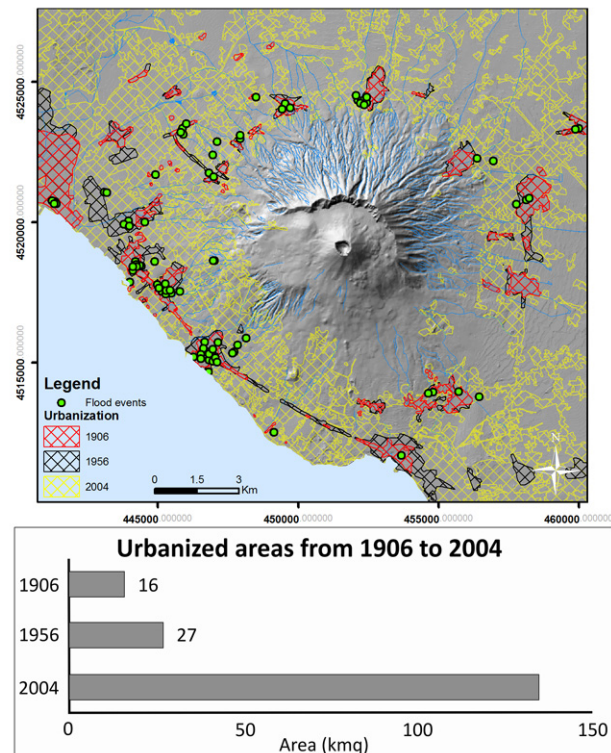 4525000.000000
4520000.000000
4515000.000000
Legend
Flood events
Urbanization
1906
1956
2004
0 1.5 3
Km
N
445000.000000 450000.000000 455000.000000 460000.000000
Urbanized areas from 1906 to 2004
1906 16
1956 27
2004
0 50 100 150
Area (kmq)